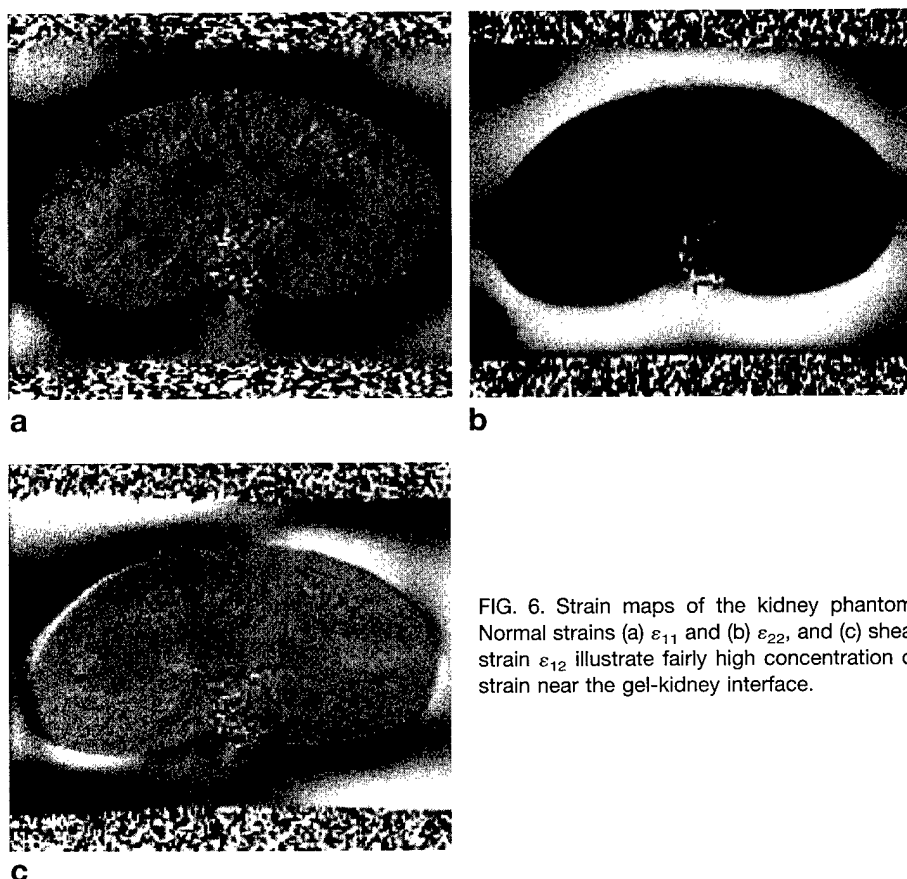 a
b
c
FIG. 6. Strain maps of the kidney phantom
Normal strains (a) ε₁₁ and (b) ε₂₂, and (c) shea
strain ε₁₂ illustrate fairly high concentration o
strain near the gel-kidney interface.